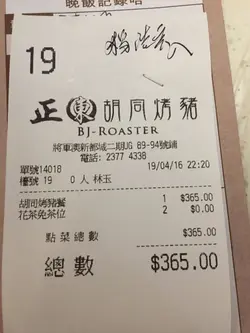 晚飯記錄咭
19
正東胡同烤豬
BJ-ROASTER
將軍澳新都城二期JG 89-94號鋪
電話: 2377 4338
單號14018 19/04/16 22:20
檯號 19 0 人 林玉
胡同烤豬餐 1 $365.00
花茶免茶位 2 $0.00
點菜總數 $365.00
總數 $365.00